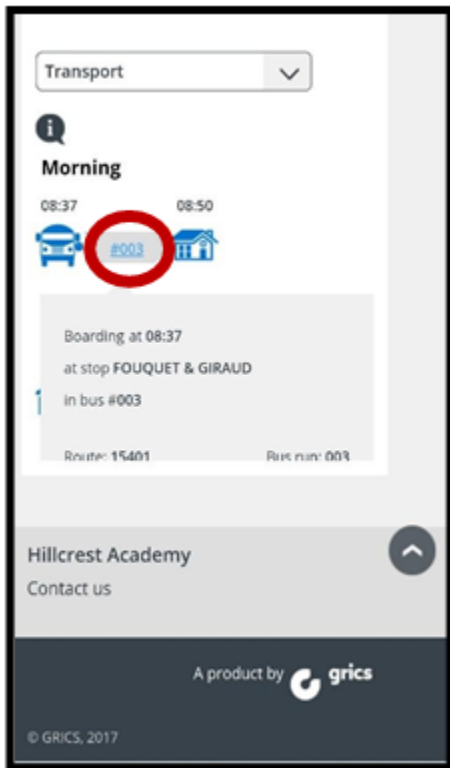 Transport
Morning
08:37 08:50
#003
Boarding at 08:37
at stop FOUQUET & GIRAUD
in bus #003
Route: 15401 Bus run: 003
Hillcrest Academy
Contact us
A product by grics
© GRICS, 2017